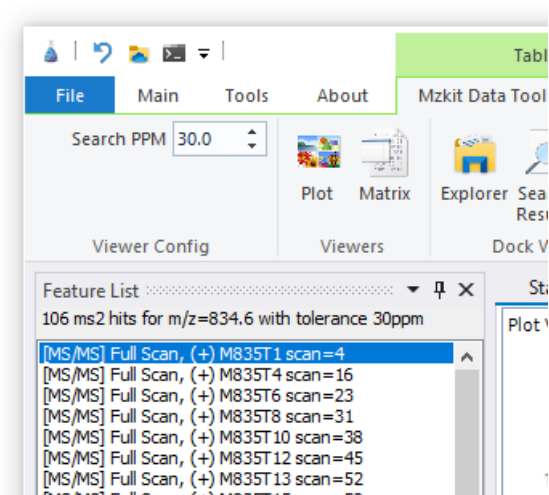 Tabl
File Main Tools About Mzkit Data Tool
Search PPM 30.0
Plot Matrix Explorer Sea
Resu
Viewer Config Viewers Dock V
Feature List Sta
106 ms2 hits for m/z=834.6 with tolerance 30ppm
Plot V
[MS/MS] Full Scan, (+) M835T1 scan=4
[MS/MS] Full Scan, (+) M835T4 scan=16
[MS/MS] Full Scan, (+) M835T6 scan=23
[MS/MS] Full Scan, (+) M835T8 scan=31
[MS/MS] Full Scan, (+) M835T10 scan=38
[MS/MS] Full Scan, (+) M835T12 scan=45
[MS/MS] Full Scan, (+) M835T13 scan=52